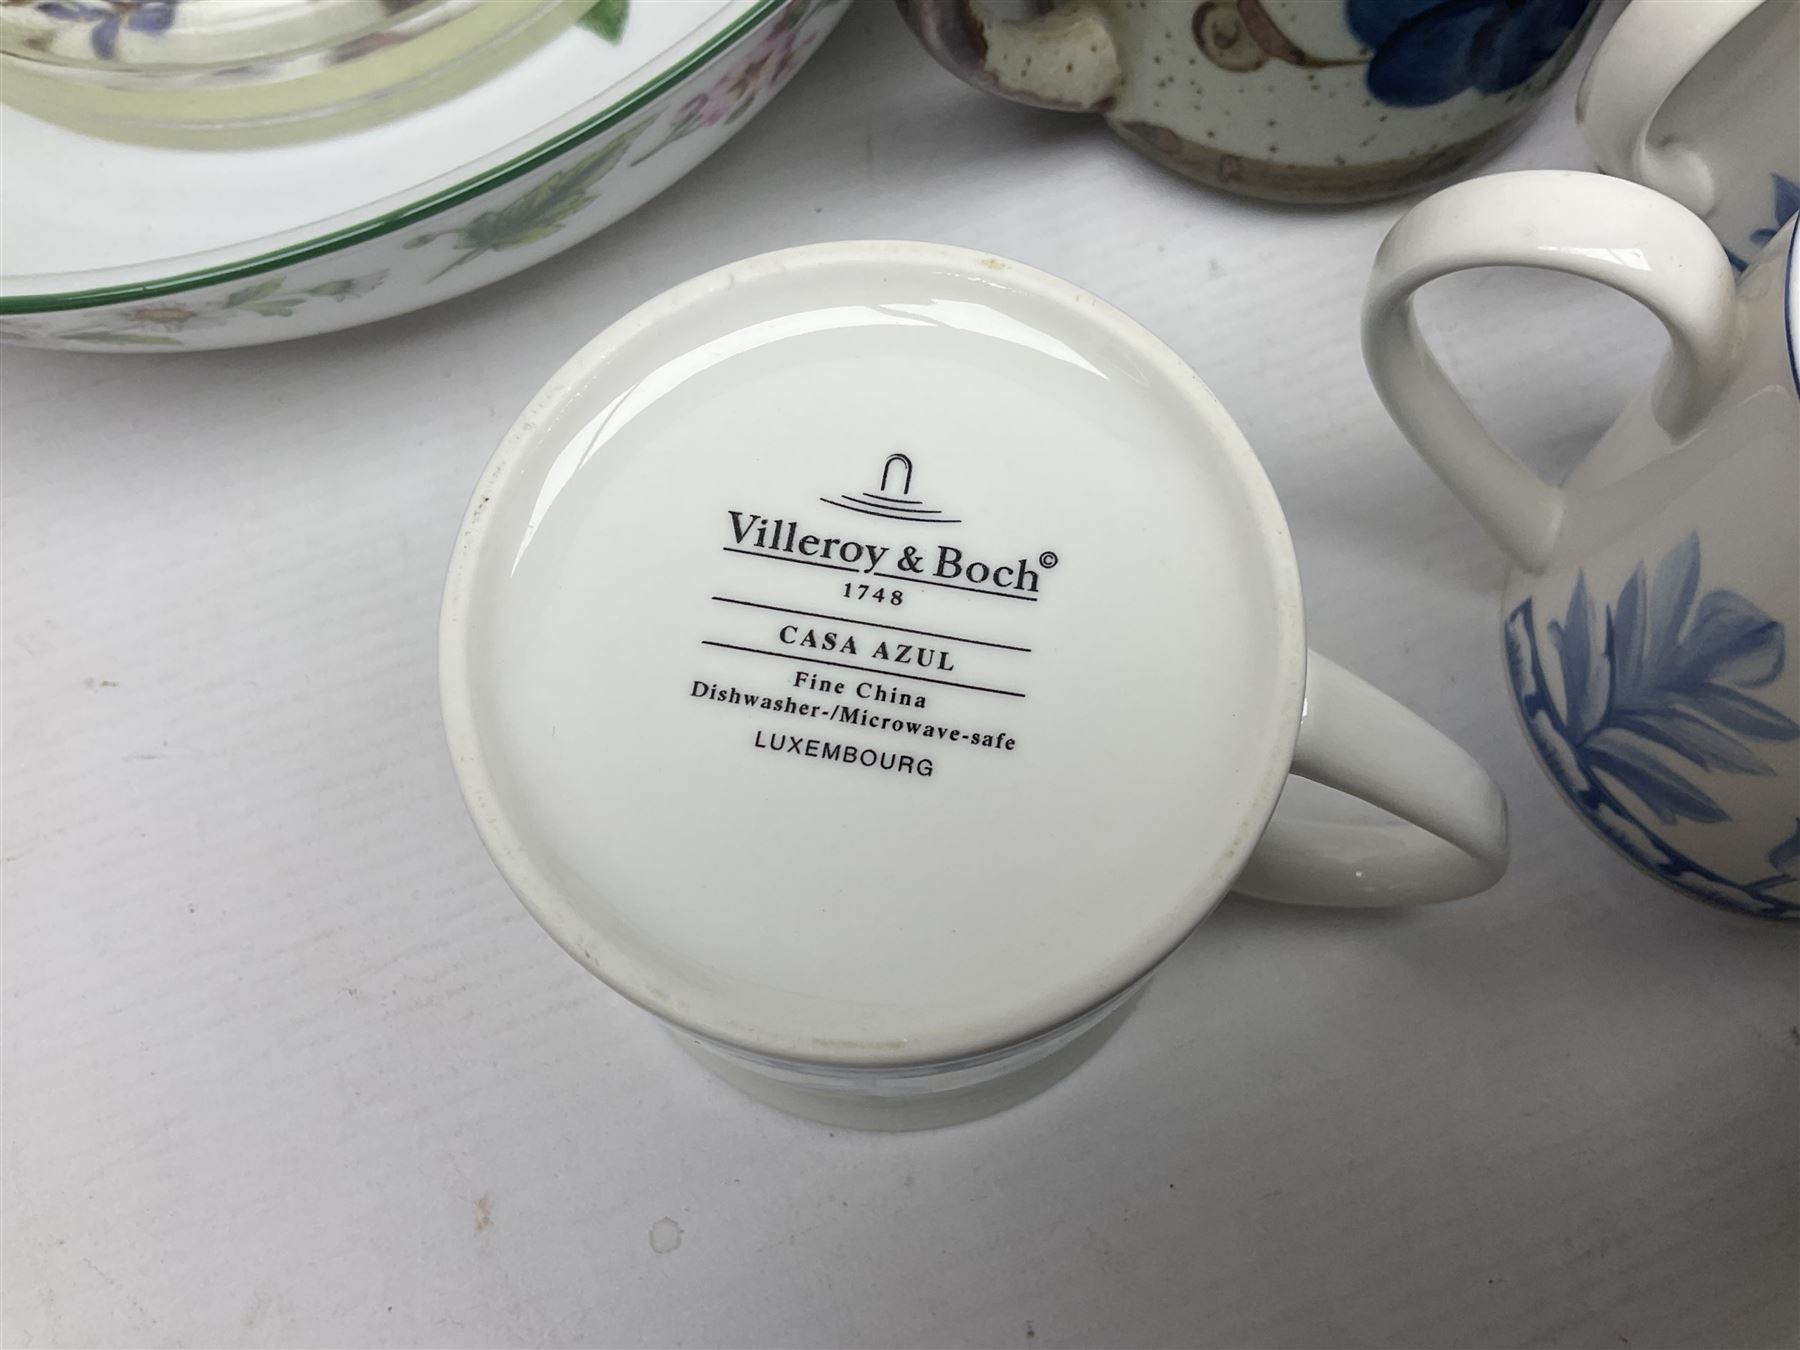 Villeroy & Boch©
1748
CASA AZUL
Fine China
Dishwasher-/Microwave-safe
LUXEMBOURG